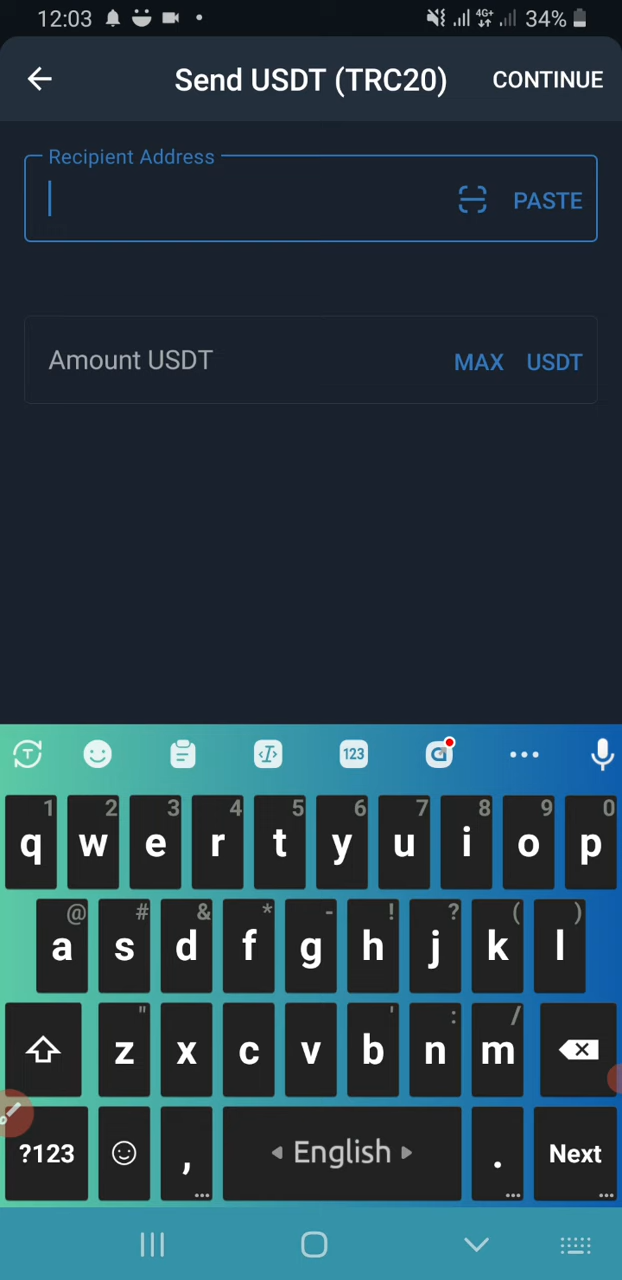 12:03 4G+ 34%
Send USDT (TRC20) CONTINUE
Recipient Address
PASTE
Amount USDT MAX USDT
T T 123
1 2 3 4 5 6 7 8 9 0
q w e r t y u i o p
@ # & * - ! ? ( )
a s d f g h j k l
" ' : /
z x c v b n m
?123 , English . Next